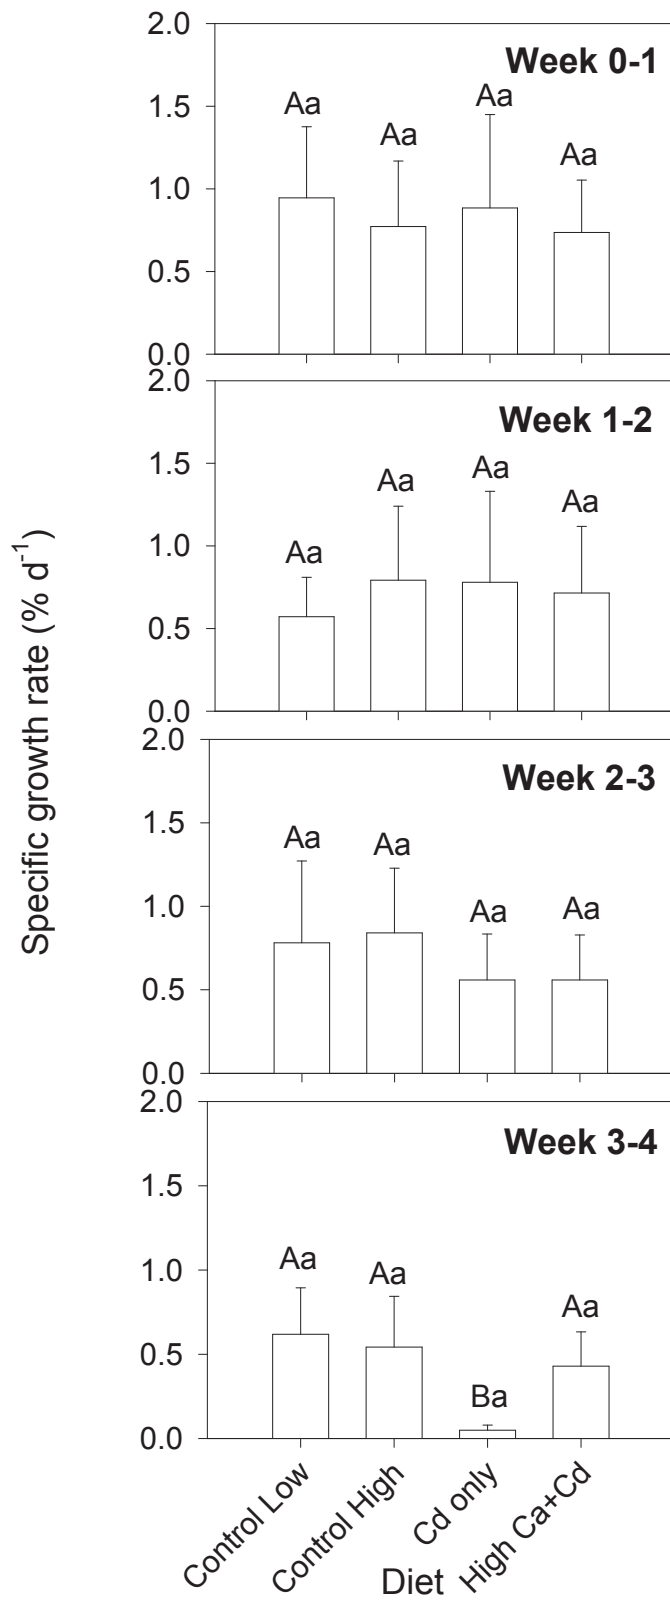 Specific growth rate (% d⁻¹)
Week 0-1
2.0
1.5
1.0
0.5
0.0
Aa Aa Aa Aa
Week 1-2
2.0
1.5
1.0
0.5
0.0
Aa Aa Aa Aa
Week 2-3
2.0
1.5
1.0
0.5
0.0
Aa Aa Aa Aa
Week 3-4
2.0
1.5
1.0
0.5
0.0
Aa Aa Ba Aa
Control Low
Control High
Cd only
High Ca+Cd
Diet